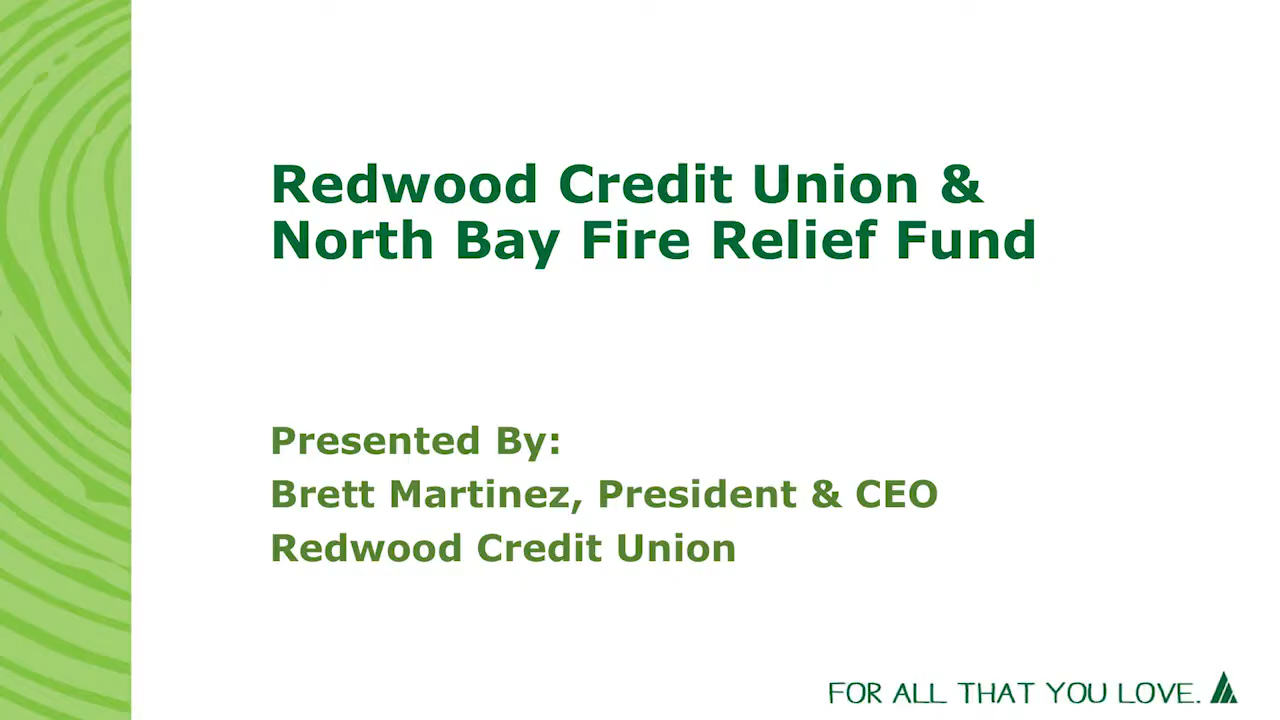 Redwood Credit Union &
North Bay Fire Relief Fund
Presented By:
Brett Martinez, President & CEO
Redwood Credit Union
FOR ALL THAT YOU LOVE.